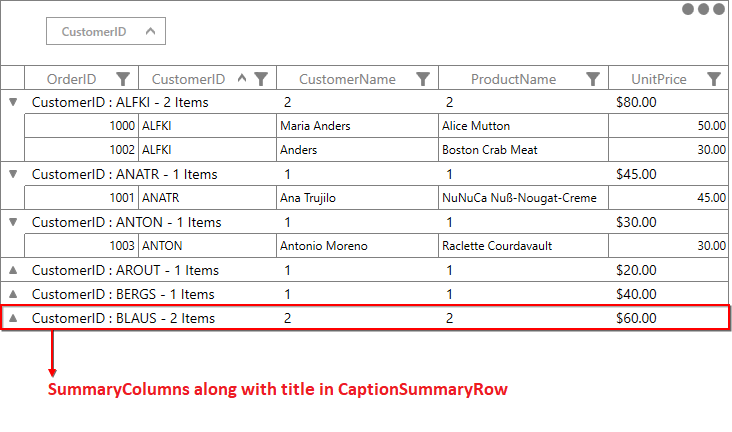 CustomerID
OrderID CustomerID CustomerName ProductName UnitPrice
CustomerID : ALFKI - 2 Items 2 2 $80.00
1000 ALFKI Maria Anders Alice Mutton 50.00
1002 ALFKI Anders Boston Crab Meat 30.00
CustomerID : ANATR - 1 Items 1 1 $45.00
1001 ANATR Ana Trujilo NuNuCa Nuß-Nougat-Creme 45.00
CustomerID : ANTON - 1 Items 1 1 $30.00
1003 ANTON Antonio Moreno Raclette Courdavault 30.00
CustomerID : AROUT - 1 Items 1 1 $20.00
CustomerID : BERGS - 1 Items 1 1 $40.00
CustomerID : BLAUS - 2 Items 2 2 $60.00
SummaryColumns along with title in CaptionSummaryRow